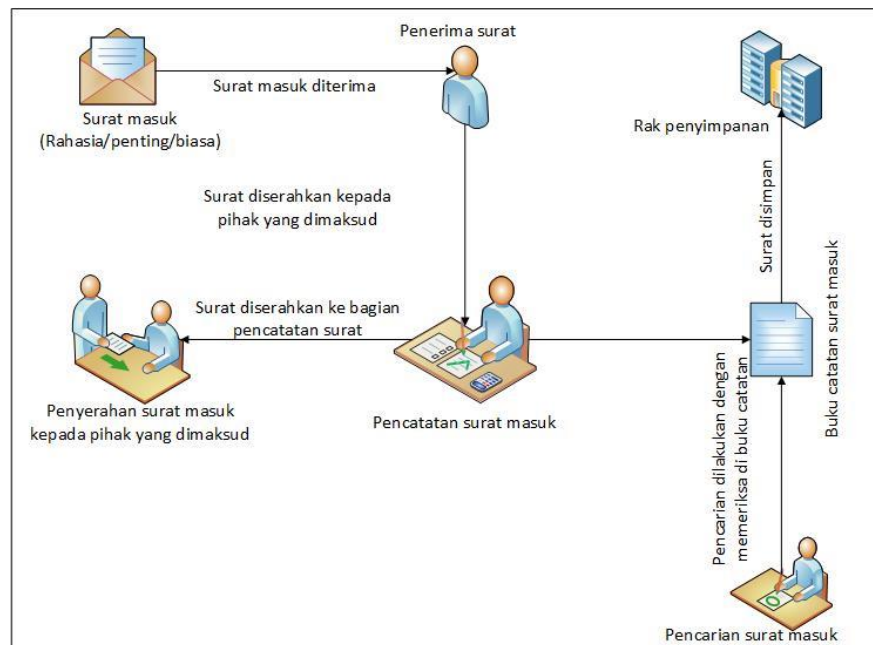 Penerima surat
Surat masuk diterima
Surat masuk
(Rahasia/penting/biasa)
Rak penyimpanan
Surat diserahkan kepada
pihak yang dimaksud
Surat disimpan
Surat diserahkan ke bagian
pencatatan surat
Buku catatan surat masuk
Penyerahan surat masuk
kepada pihak yang dimaksud
Pencatatan surat masuk
Pencarian dilakukan dengan
memeriksa di buku catatan
Pencarian surat masuk